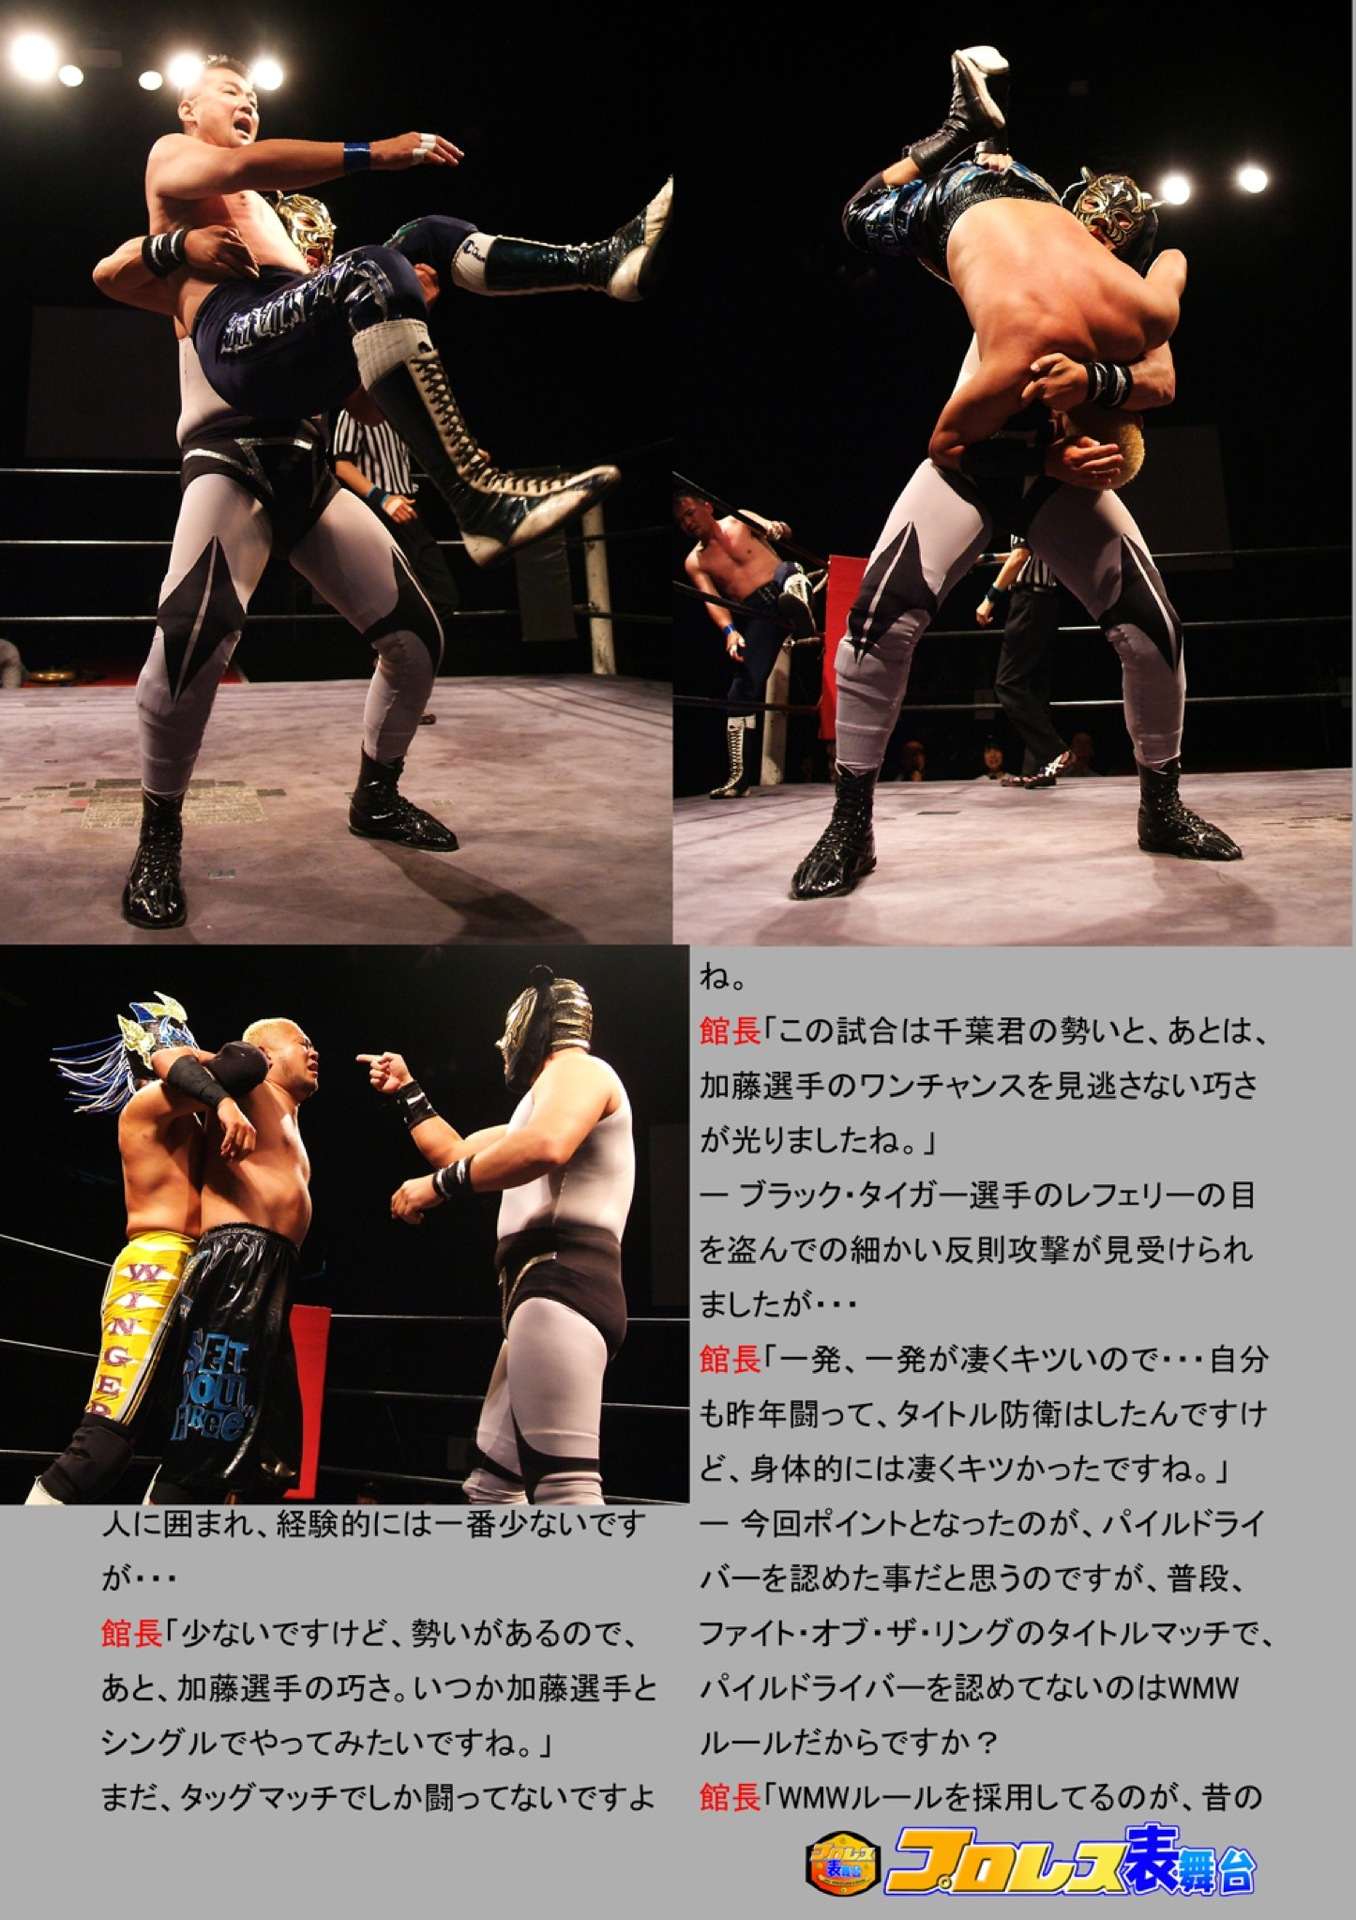 WINGER
SET
YOU
FREE
人に囲まれ、経験的には一番少ないです
が・・・
館長「少ないですけど、勢いがあるので、
あと、加藤選手の巧さ。いつか加藤選手と
シングルでやってみたいですね。」
まだ、タッグマッチでしか闘ってないですよ
ね。
館長「この試合は千葉君の勢いと、あとは、
加藤選手のワンチャンスを見逃さない巧さ
が光りましたね。」
― ブラック・タイガー選手のレフェリーの目
を盗んでの細かい反則攻撃が見受けられ
ましたが・・・
館長「一発、一発が凄くキツいので・・・自分
も昨年闘って、タイトル防衛はしたんですけ
ど、身体的には凄くキツかったですね。」
― 今回ポイントとなったのが、パイルドライ
バーを認めた事だと思うのですが、普段、
ファイト・オブ・ザ・リングのタイトルマッチで、
パイルドライバーを認めてないのはWMW
ルールだからですか？
館長「WMWルールを採用してるのが、昔の
プロレス
表舞台
プロレス表舞台